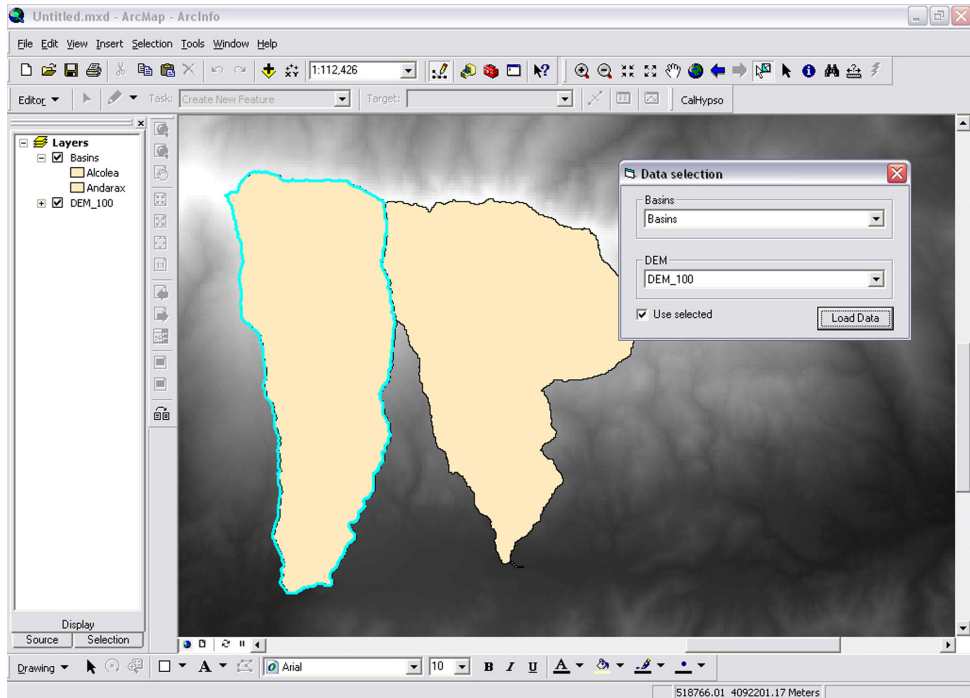 Untitled.mxd - ArcMap - ArcInfo
File Edit View Insert Selection Tools Window Help
1:112,426
Editor Task: Create New Feature Target: CalHypso
Layers
Basins
Alcolea
Andarax
DEM_100
Data selection
Basins
Basins
DEM
DEM_100
Use selected
Load Data
Display
Source Selection
Drawing A Arial 10 B I U A
518766.01 4092201.17 Meters